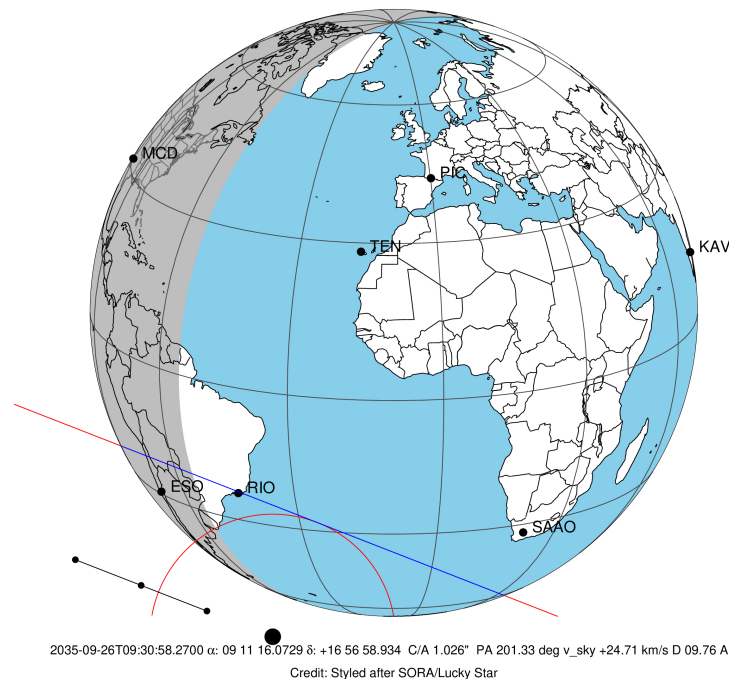 MCD
PIC
TEN
KAV
ESO
RIO
SAAO
2035-09-26T09:30:58.2700 α: 09 11 16.0729 δ: +16 56 58.934 C/A 1.026" PA 201.33 deg v_sky +24.71 km/s D 09.76 A
Credit: Styled after SORA/Lucky Star